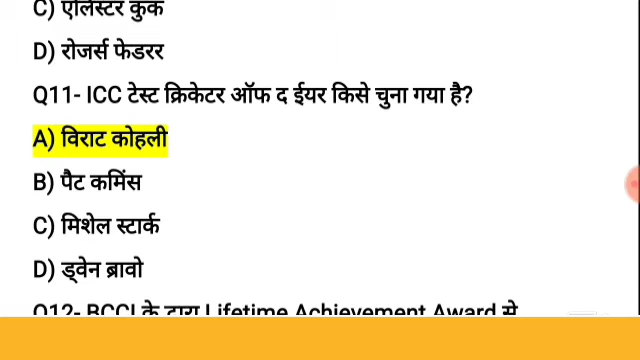 C) एलिस्टर कुक
D) रोजर्स फेडरर
Q11- ICC टेस्ट क्रिकेटर ऑफ द ईयर किसे चुना गया है?
A) विराट कोहली
B) पैट कमिंस
C) मिशेल स्टार्क
D) ड्वेन ब्रावो
Q12- BCCI के द्वारा Lifetime Achievement Award से